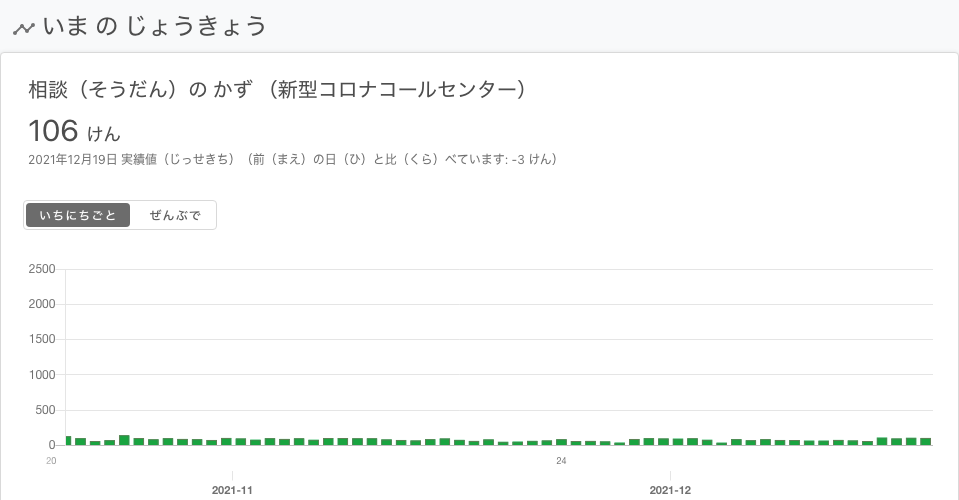 いま の じょうきょう
相談（そうだん）の かず （新型コロナコールセンター）
106 けん
2021年12月19日 実績値（じっせきち）（前（まえ）の日（ひ）と比（くら）べています: -3 けん）
いちにちごと ぜんぶで
2500
2000
1500
1000
500
0
20 24
2021-11 2021-12